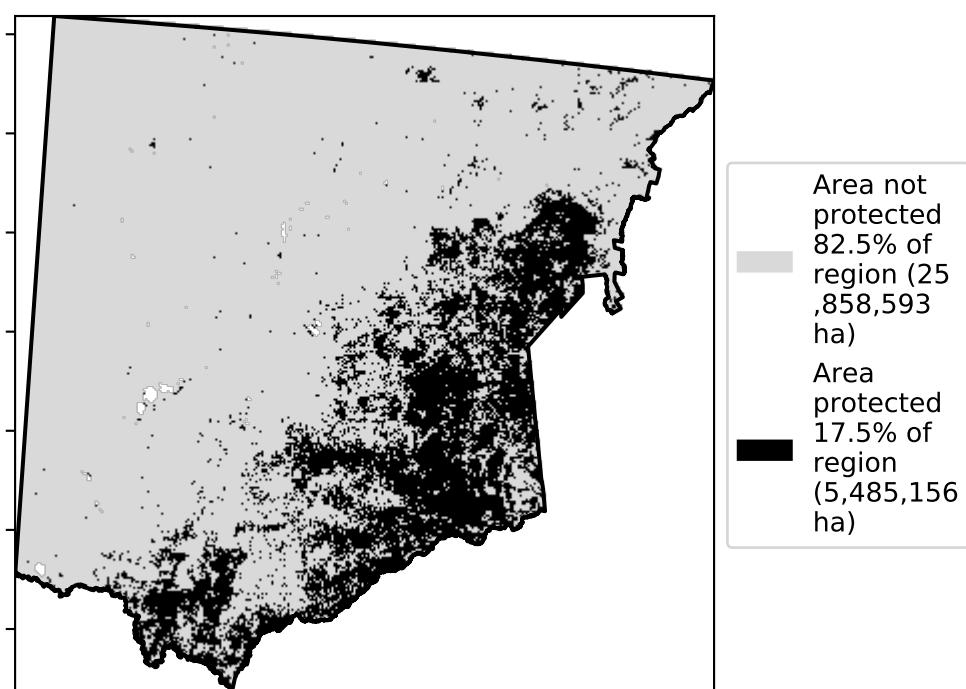 Area not
protected
82.5% of
region (25
,858,593
ha)
Area
protected
17.5% of
region
(5,485,156
ha)